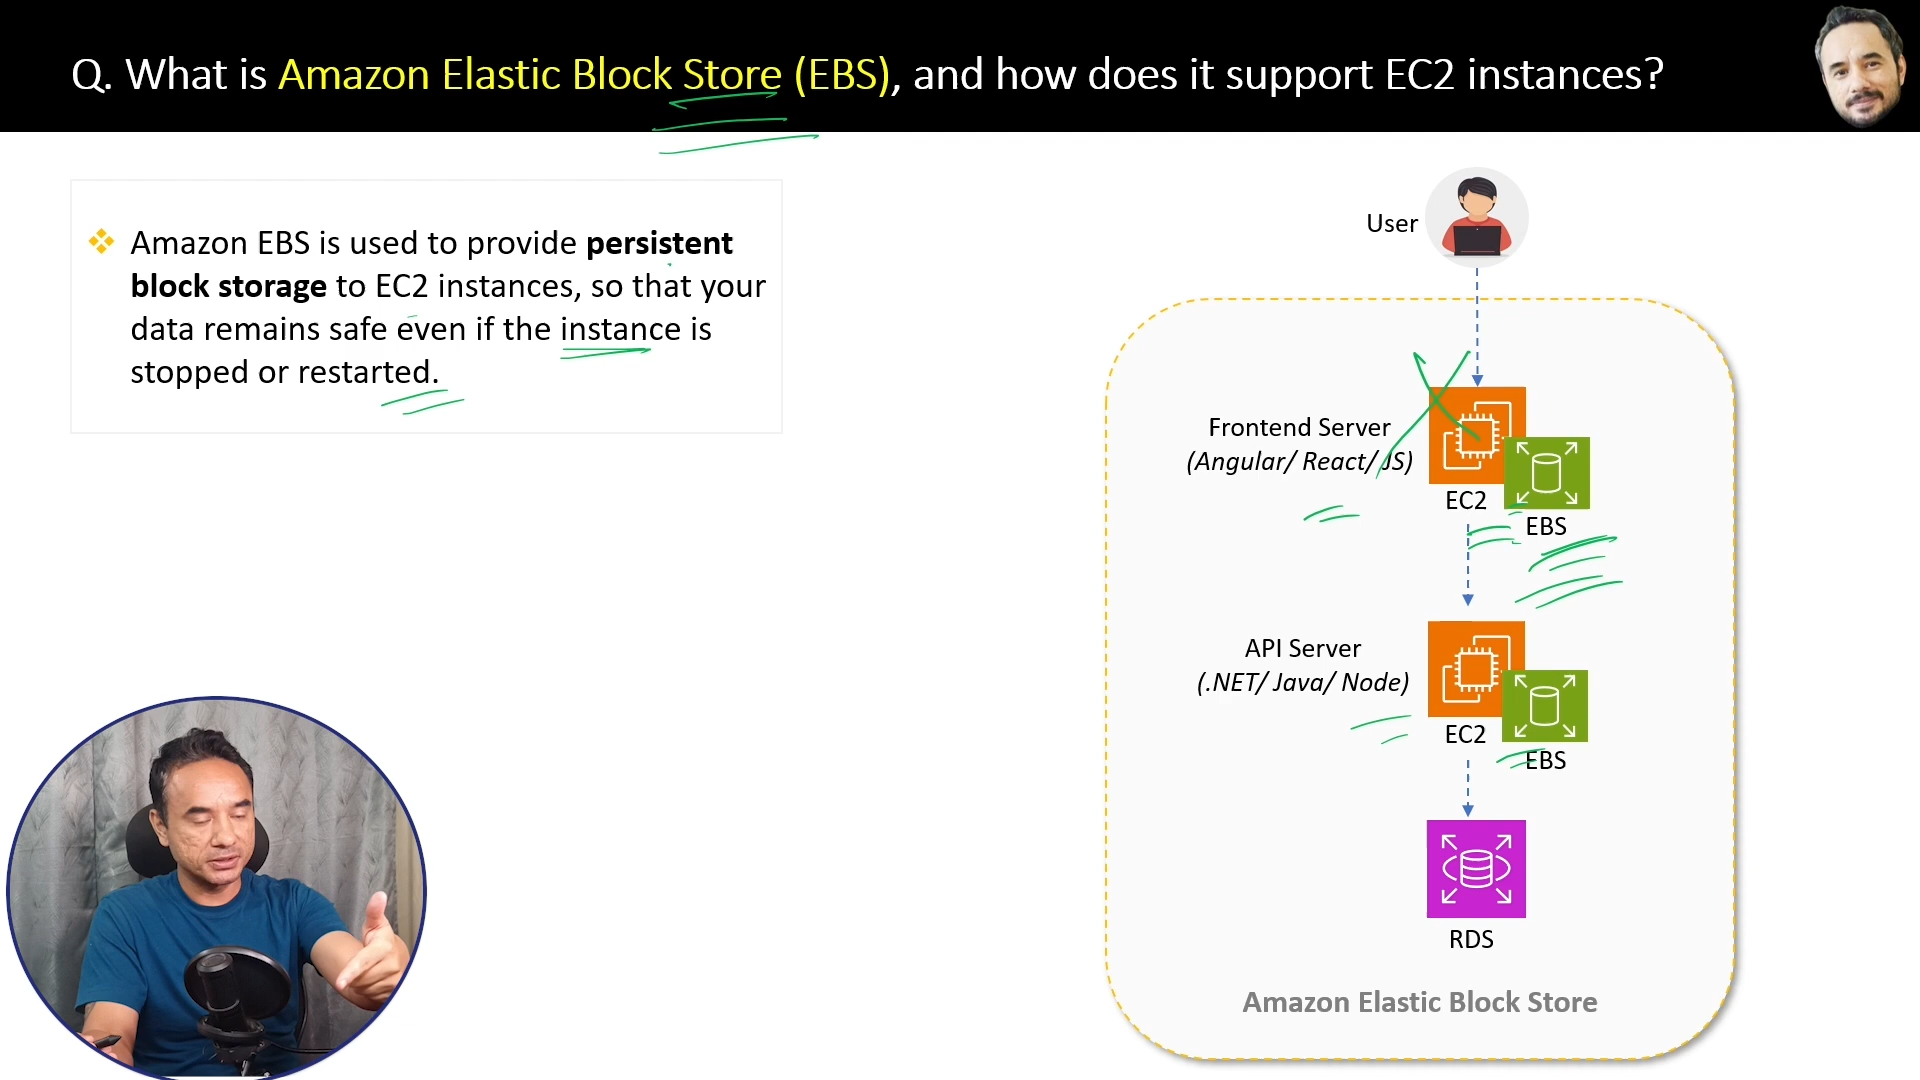 Q. What is Amazon Elastic Block Store (EBS), and how does it support EC2 instances?
Amazon EBS is used to provide persistent
block storage to EC2 instances, so that your
data remains safe even if the instance is
stopped or restarted.
User
Frontend Server
(Angular/ React/ JS)
EC2
EBS
API Server
(.NET/ Java/ Node)
EC2
EBS
RDS
Amazon Elastic Block Store